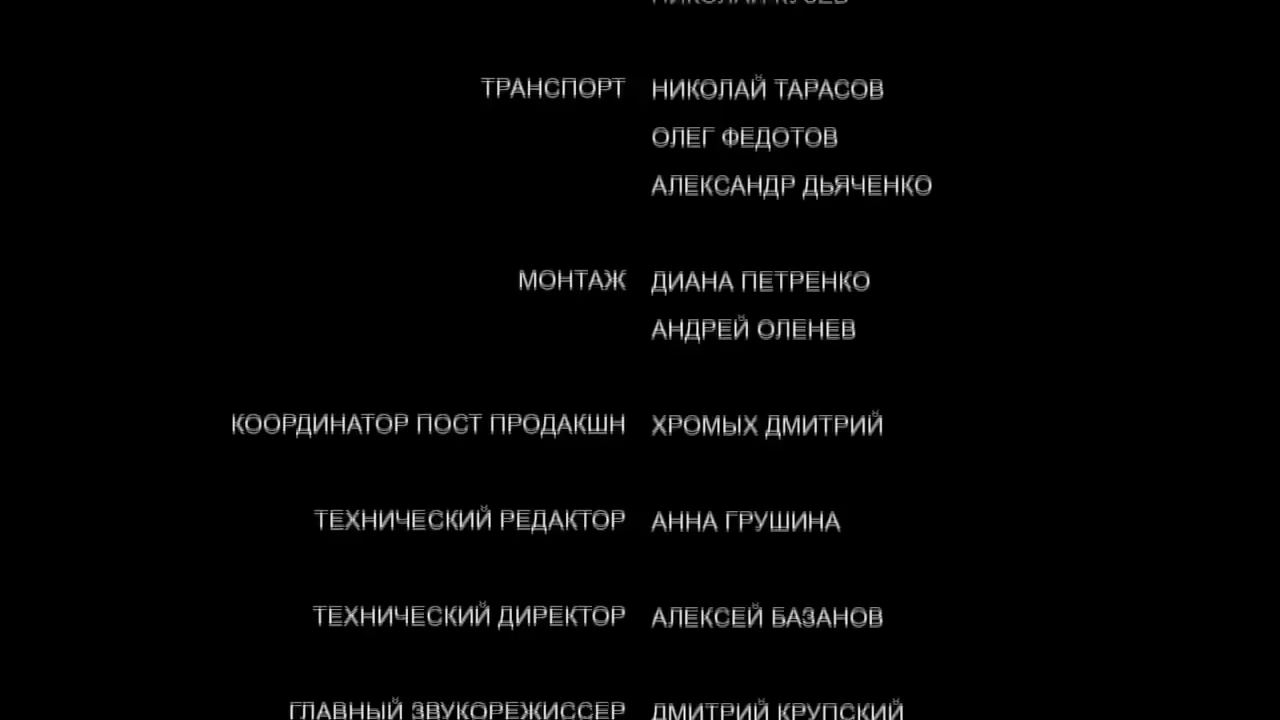 ТРАНСПОРТ НИКОЛАЙ ТАРАСОВ
ОЛЕГ ФЕДОТОВ
АЛЕКСАНДР ДЬЯЧЕНКО
МОНТАЖ ДИАНА ПЕТРЕНКО
АНДРЕЙ ОЛЕНЕВ
КООРДИНАТОР ПОСТ ПРОДАКШН ХРОМЫХ ДМИТРИЙ
ТЕХНИЧЕСКИЙ РЕДАКТОР АННА ГРУШИНА
ТЕХНИЧЕСКИЙ ДИРЕКТОР АЛЕКСЕЙ БАЗАНОВ
ГЛАВНЫЙ ЗВУКОРЕЖИССЕР ДМИТРИЙ КРУПСКИЙ